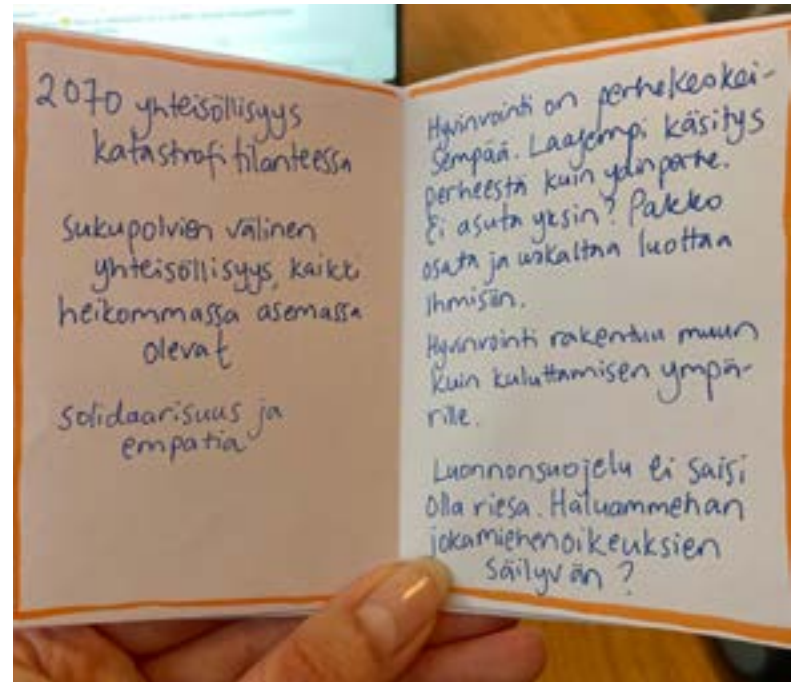 2070 yhteisöllisyys
katastrofitilanteessa
sukupolvien välinen
yhteisöllisyys, kaikki
heikommassa asemassa
olevat
solidaarisuus ja
empatia
Hyvinvointi on perhekeskei-
sempää. Laajempi käsitys
perheestä kuin ydinperhe.
Ei asuta yksin? Pakko
osata ja uskaltaa luottaa
ihmisiin.
Hyvinvointi rakentuu muun
kuin kuluttamisen ympä-
rille.
Luonnonsuojelu ei saisi
olla riesa. Haluammehan
jokamiehenoikeuksien
säilyvän?